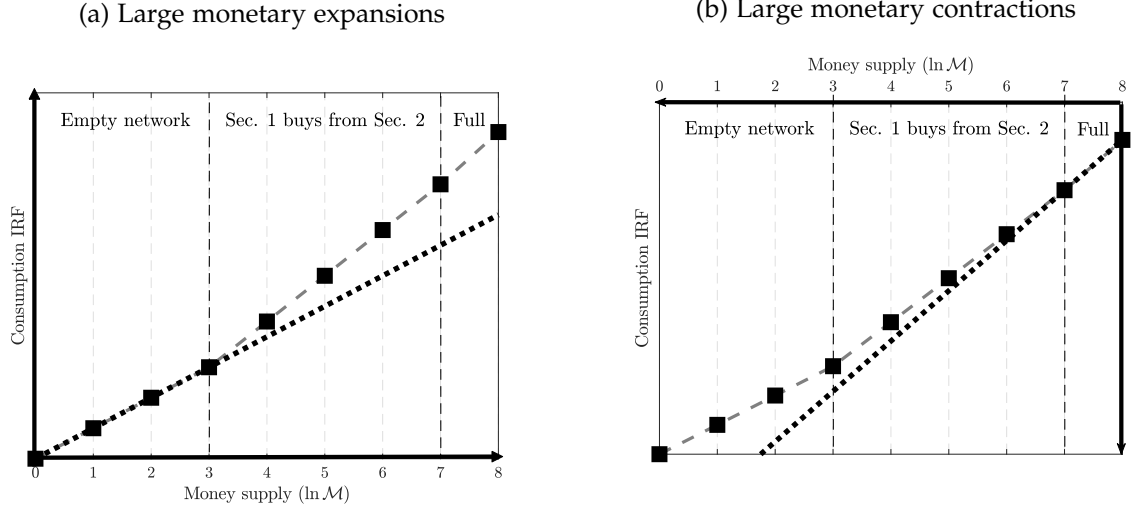 (a) Large monetary expansions
Empty network
Sec. 1 buys from Sec. 2
Full
Consumption IRF
0 1 2 3 4 5 6 7 8
Money supply (ln M)
(b) Large monetary contractions
Money supply (ln M)
0 1 2 3 4 5 6 7 8
Empty network
Sec. 1 buys from Sec. 2
Full
Consumption IRF